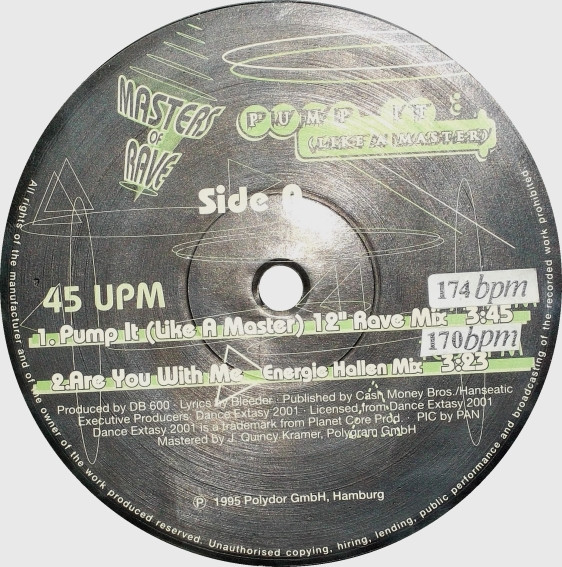 MASTERS
OF
RAVE
PUMP IT
(LIKE A MASTER)
Side A
45 UPM
174 bpm
1. Pump It (Like A Master) 12" Rave Mix 3:45
170 bpm
2. Are You With Me Energie Hallen Mix 3:23
Produced by DB 600 · Lyrics by Bleeder · Published by Cash Money Bros./Hanseatic
Executive Producers: Dance Extasy 2001 · Licensed from Dance Extasy 2001
Dance Extasy 2001 is a trademark from Planet Core Prod. · PIC by PAN
Mastered by J. Quincy Kramer, Polygram GmbH
Ⓟ 1995 Polydor GmbH, Hamburg
All rights of the manufacturer and of the owner of the work produced reserved. Unauthorised copying, hiring, lending, public performance and broadcasting of the recorded work prohibited.